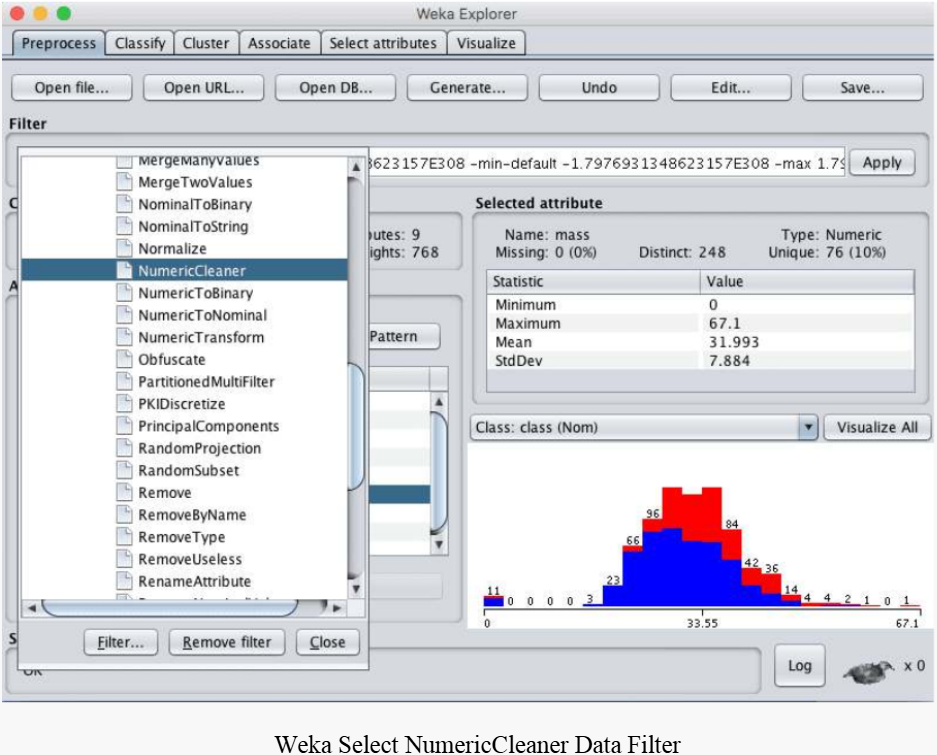 Weka Explorer
Preprocess Classify Cluster Associate Select attributes Visualize
Open file... Open URL... Open DB... Generate... Undo Edit... Save...
Filter
8623157E308 -min-default -1.7976931348623157E308 -max 1.79 Apply
MergeManyValues
MergeTwoValues
NominalToBinary
NominalToString
Normalize
NumericCleaner
NumericToBinary
NumericToNominal
NumericTransform
Obfuscate
PartitionedMultiFilter
PKIDiscretize
PrincipalComponents
RandomProjection
RandomSubset
Remove
RemoveByName
RemoveType
RemoveUseless
RenameAttribute
Filter... Remove filter Close
C
utes: 9
ights: 768
A
Pattern
Selected attribute
Name: mass Type: Numeric
Missing: 0 (0%) Distinct: 248 Unique: 76 (10%)
Statistic Value
Minimum 0
Maximum 67.1
Mean 31.993
StdDev 7.884
Class: class (Nom) Visualize All
11 0 0 0 0 3 23 66 96 84 42 36 14 4 4 2 1 0 1
0 33.55 67.1
S
OK
Log x 0
Weka Select NumericCleaner Data Filter